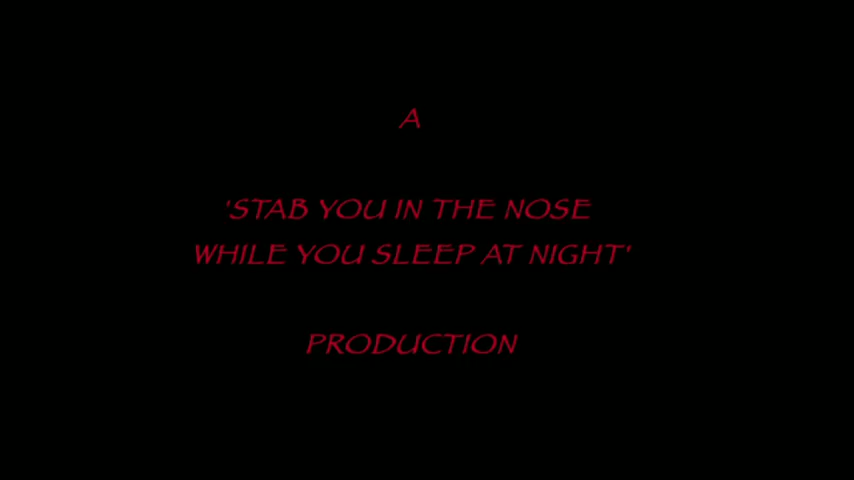 A
'STAB YOU IN THE NOSE
WHILE YOU SLEEP AT NIGHT'
PRODUCTION